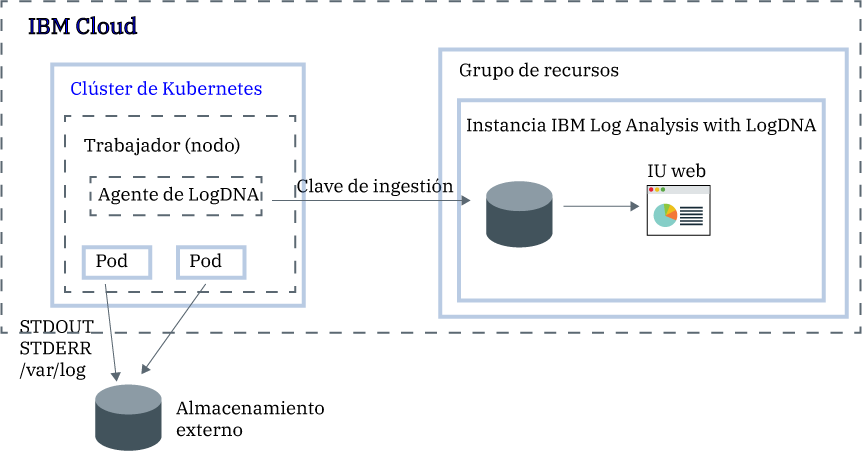 IBM Cloud
Clúster de Kubernetes
Trabajador (nodo)
Agente de LogDNA
Pod
Pod
Clave de ingestión
Grupo de recursos
Instancia IBM Log Analysis with LogDNA
IU web
STDOUT
STDERR
/var/log
Almacenamiento
externo